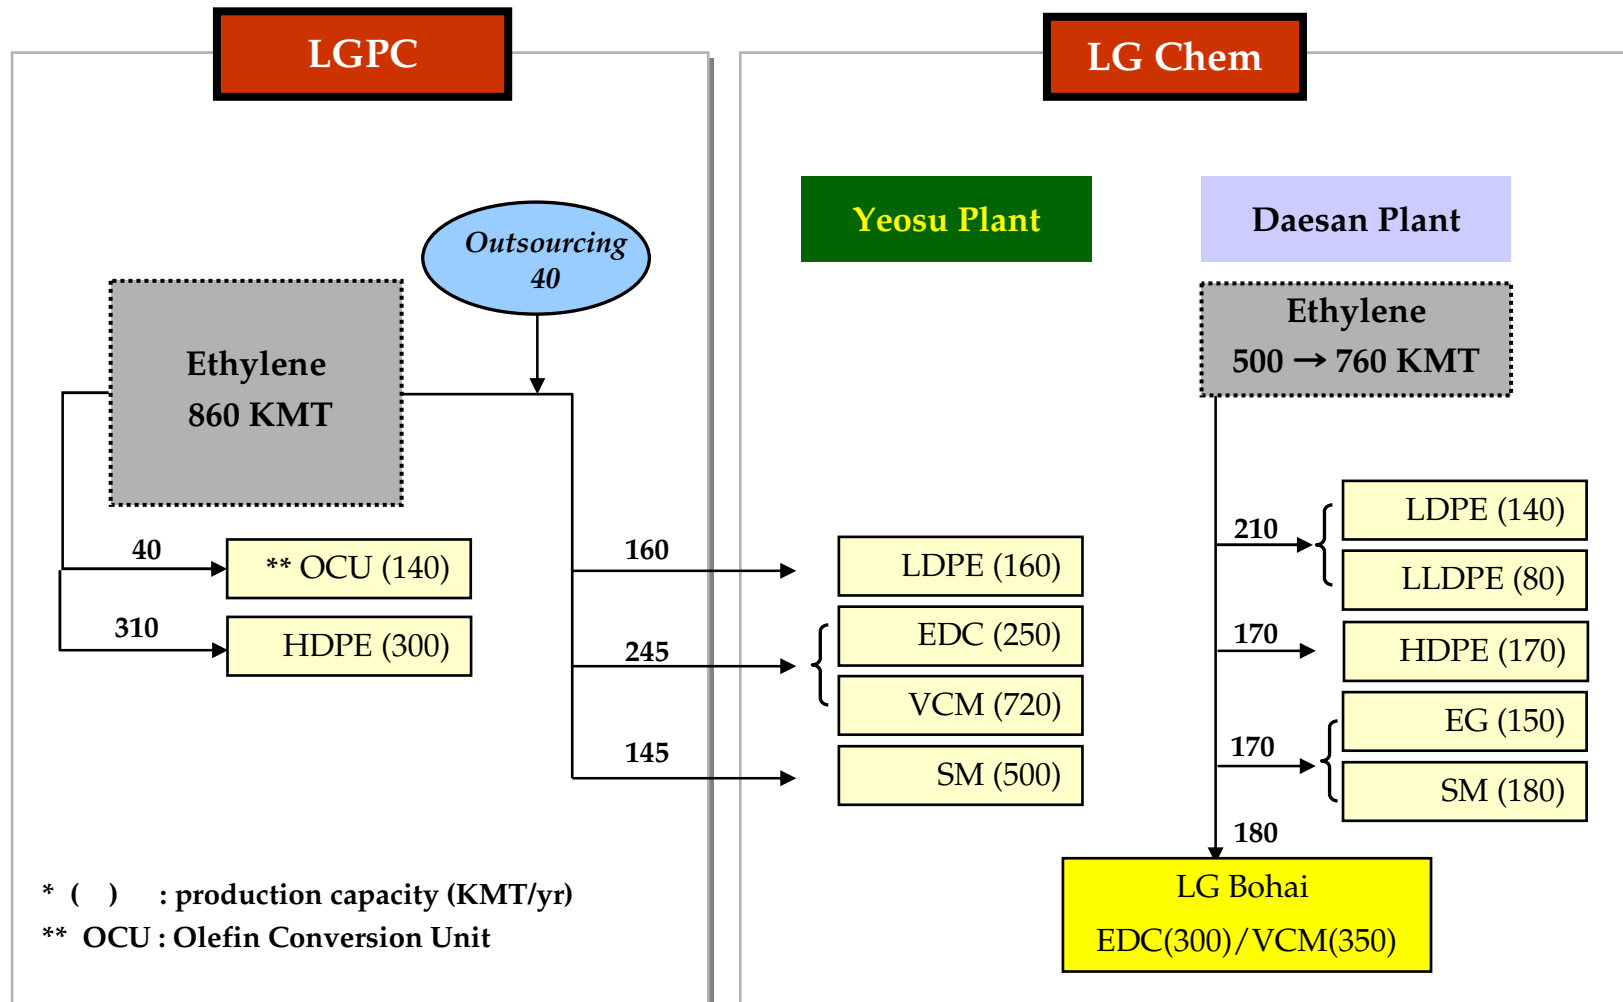 LGPC
LG Chem
Outsourcing
40
Ethylene
860 KMT
40
** OCU (140)
310
HDPE (300)
160
245
145
* ( ) : production capacity (KMT/yr)
** OCU : Olefin Conversion Unit
Yeosu Plant
LDPE (160)
EDC (250)
VCM (720)
SM (500)
Daesan Plant
Ethylene
500 → 760 KMT
210
LDPE (140)
LLDPE (80)
170
HDPE (170)
170
EG (150)
SM (180)
180
LG Bohai
EDC(300)/VCM(350)